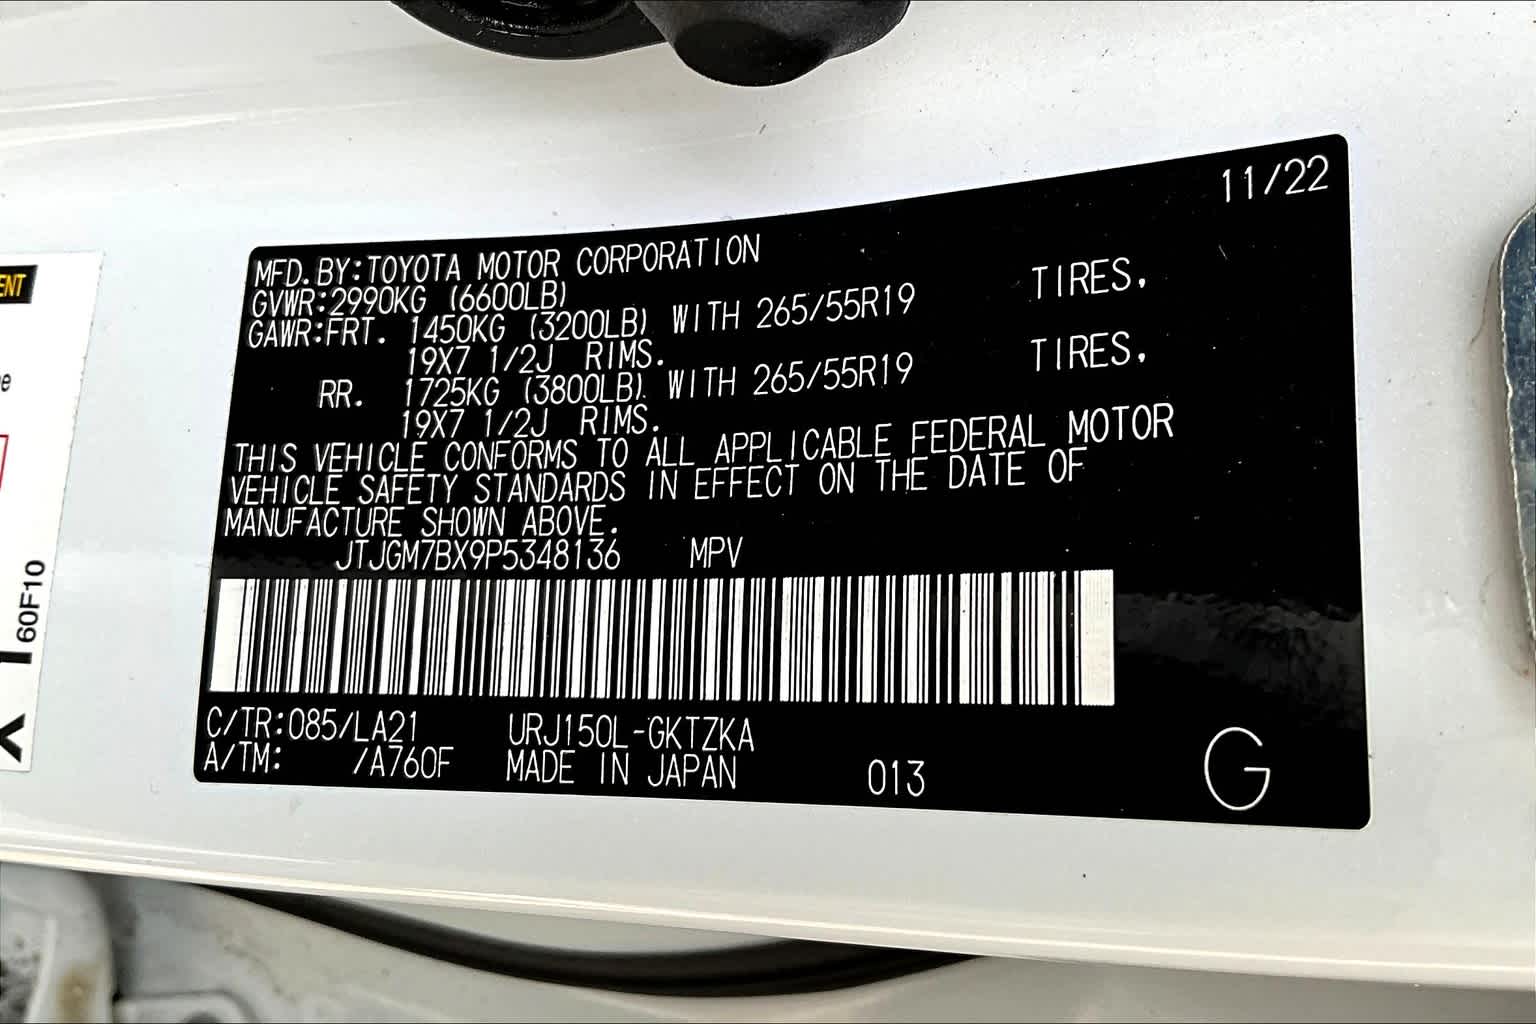 11/22
MFD.BY:TOYOTA MOTOR CORPORATION
GVWR:2990KG (6600LB)
GAWR:FRT. 1450KG (3200LB) WITH 265/55R19 TIRES,
19X7 1/2J RIMS.
RR. 1725KG (3800LB) WITH 265/55R19 TIRES,
19X7 1/2J RIMS.
THIS VEHICLE CONFORMS TO ALL APPLICABLE FEDERAL MOTOR
VEHICLE SAFETY STANDARDS IN EFFECT ON THE DATE OF
MANUFACTURE SHOWN ABOVE.
JTJGM7BX9P5348136 MPV
C/TR:085/LA21 URJ150L-GKTZKA
A/TM: /A760F MADE IN JAPAN 013 G
60F10